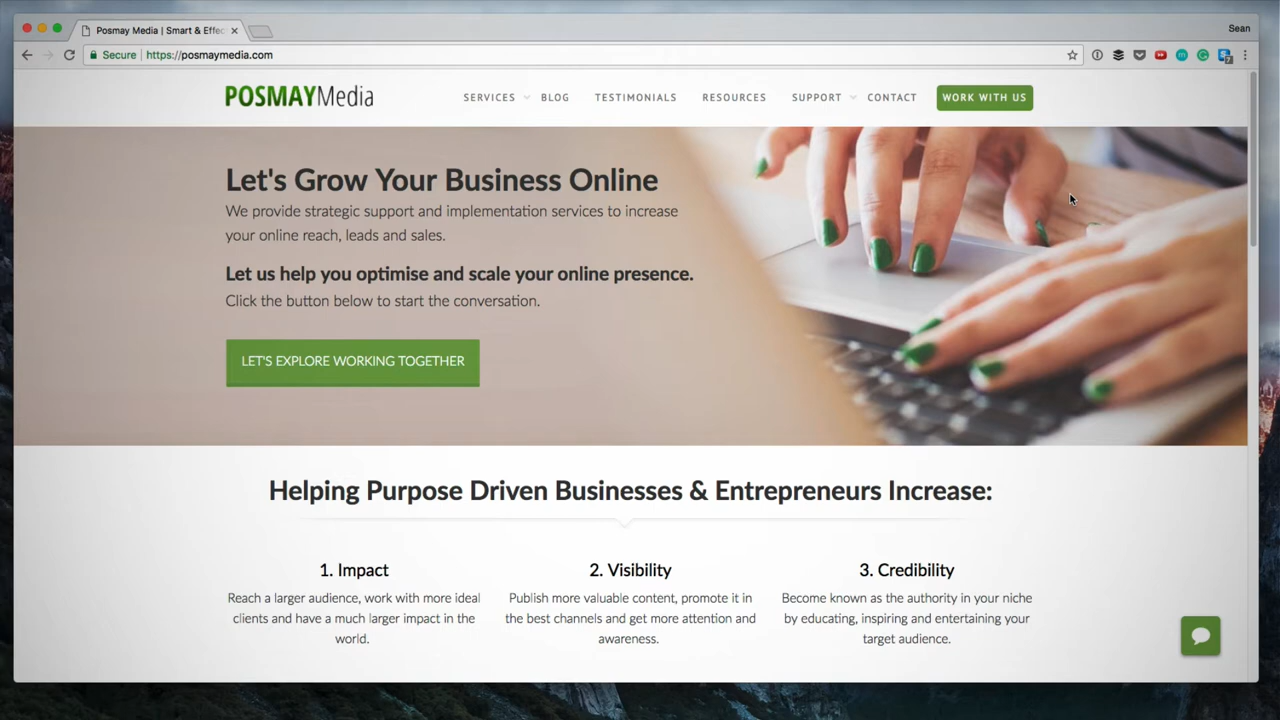 Posmay Media | Smart & Effec
Sean
Secure
https://posmaymedia.com
POSMAYMedia
SERVICES
BLOG
TESTIMONIALS
RESOURCES
SUPPORT
CONTACT
WORK WITH US
Let's Grow Your Business Online
We provide strategic support and implementation services to increase
your online reach, leads and sales.
Let us help you optimise and scale your online presence.
Click the button below to start the conversation.
LET'S EXPLORE WORKING TOGETHER
Helping Purpose Driven Businesses & Entrepreneurs Increase:
1. Impact
Reach a larger audience, work with more ideal
clients and have a much larger impact in the
world.
2. Visibility
Publish more valuable content, promote it in
the best channels and get more attention and
awareness.
3. Credibility
Become known as the authority in your niche
by educating, inspiring and entertaining your
target audience.